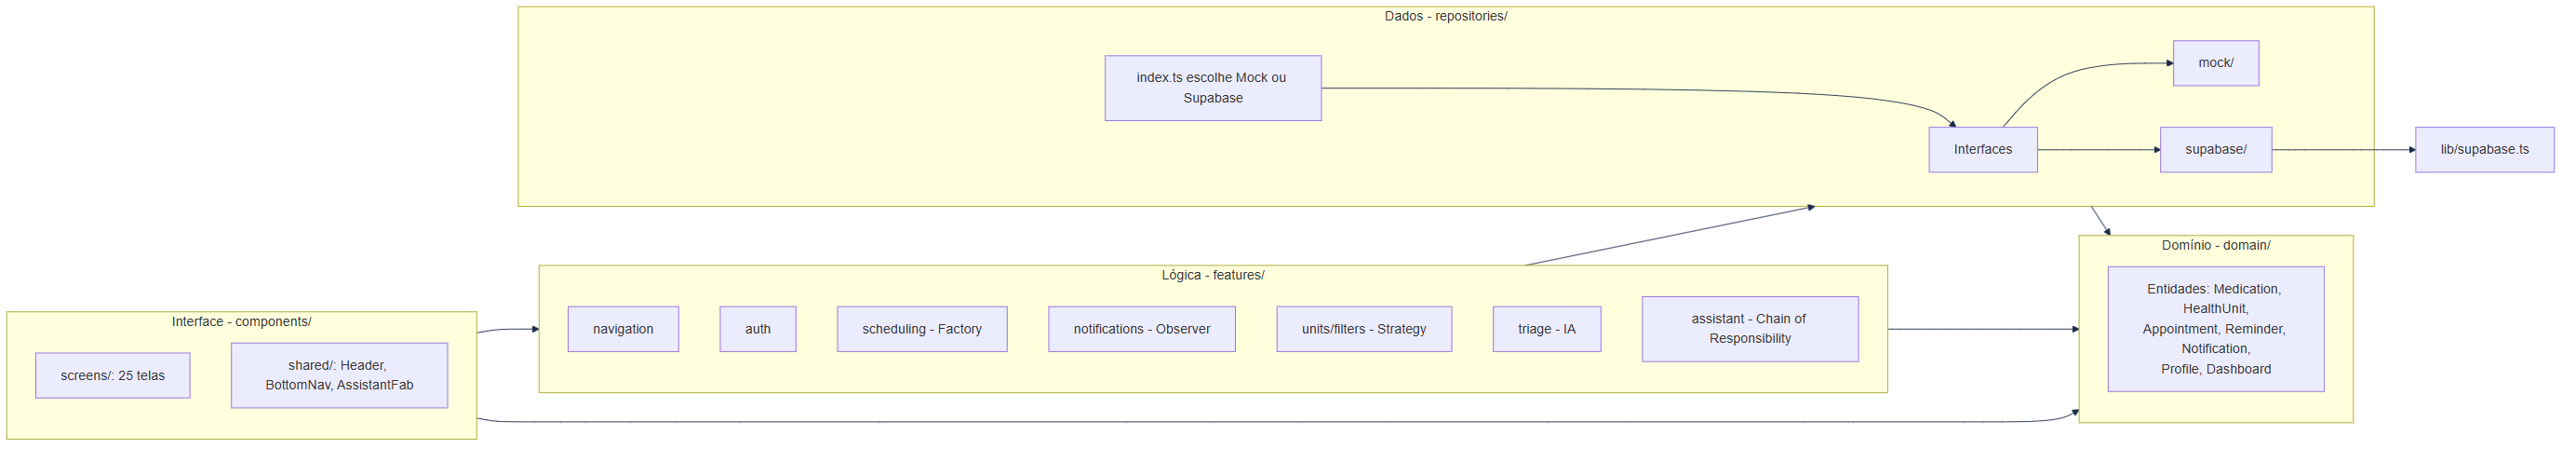 Dados - repositories/
index.ts escolhe Mock ou
Supabase
mock/
Interfaces
supabase/
lib/supabase.ts
Domínio - domain/
Entidades: Medication,
HealthUnit,
Appointment, Reminder,
Notification,
Profile, Dashboard
Lógica - features/
navigation
auth
scheduling - Factory
notifications - Observer
units/filters - Strategy
triage - IA
assistant - Chain of
Responsibility
Interface - components/
screens/: 25 telas
shared/: Header,
BottomNav, AssistantFab